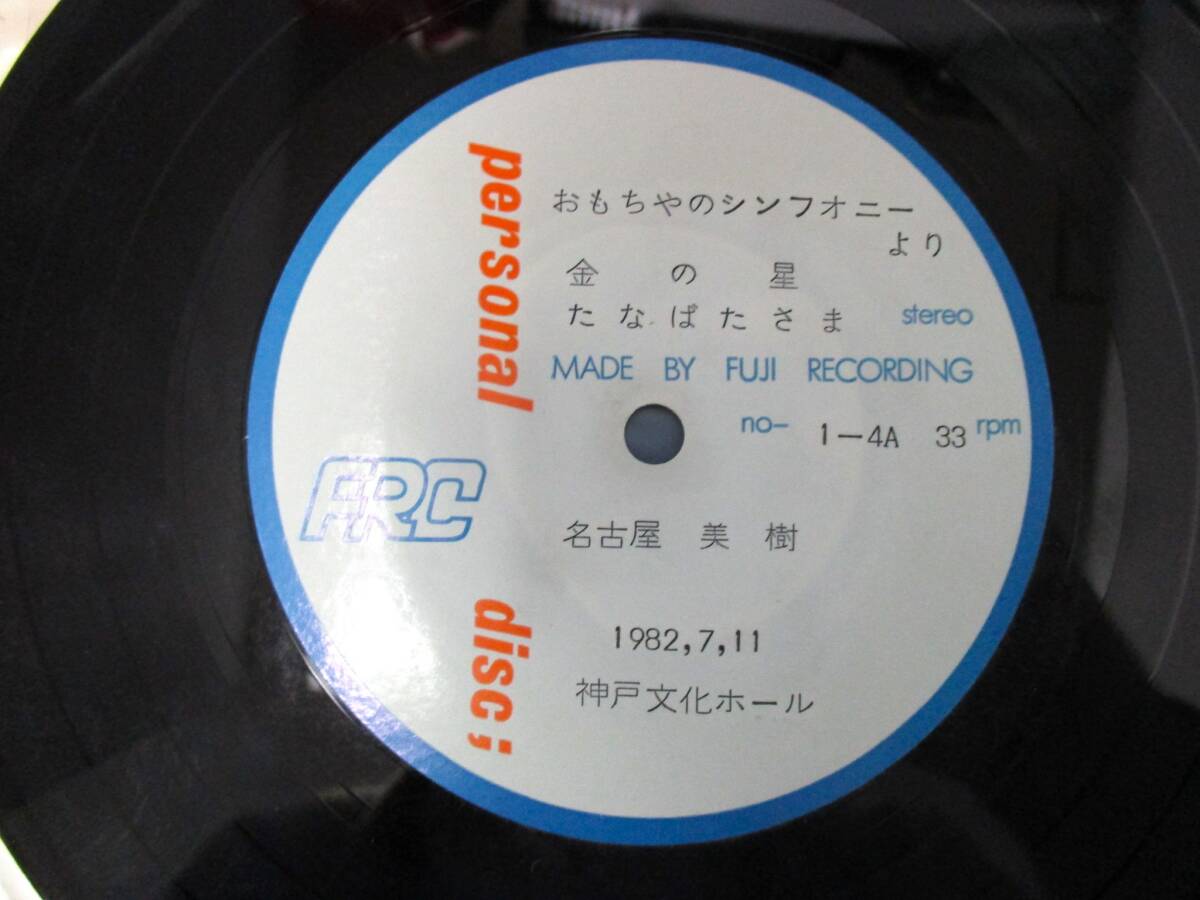 personal disc;
おもちゃのシンフォニー
より
金の星
たなばたさま stereo
MADE BY FUJI RECORDING
no- 1-4A 33 rpm
FRC
名古屋 美樹
1982,7,11
神戸文化ホール